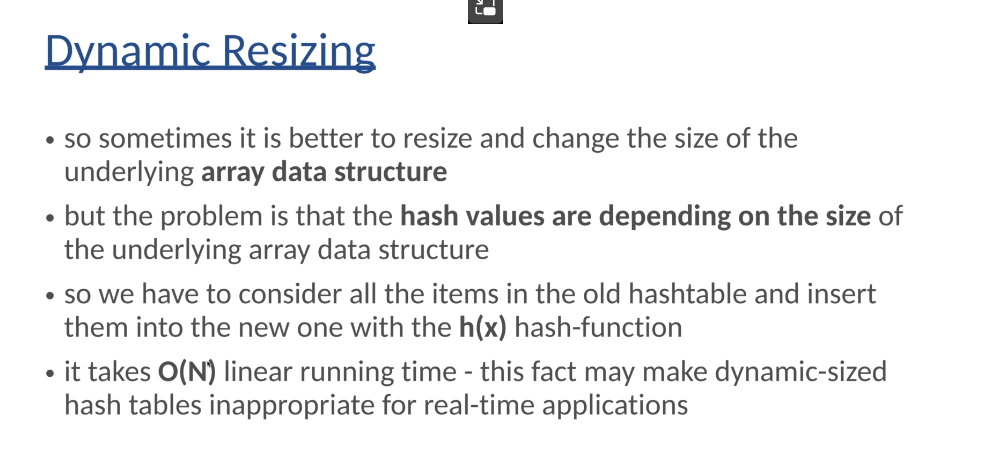 Dynamic Resizing
• so sometimes it is better to resize and change the size of the
underlying array data structure
• but the problem is that the hash values are depending on the size of
the underlying array data structure
• so we have to consider all the items in the old hashtable and insert
them into the new one with the h(x) hash-function
• it takes O(N) linear running time - this fact may make dynamic-sized
hash tables inappropriate for real-time applications